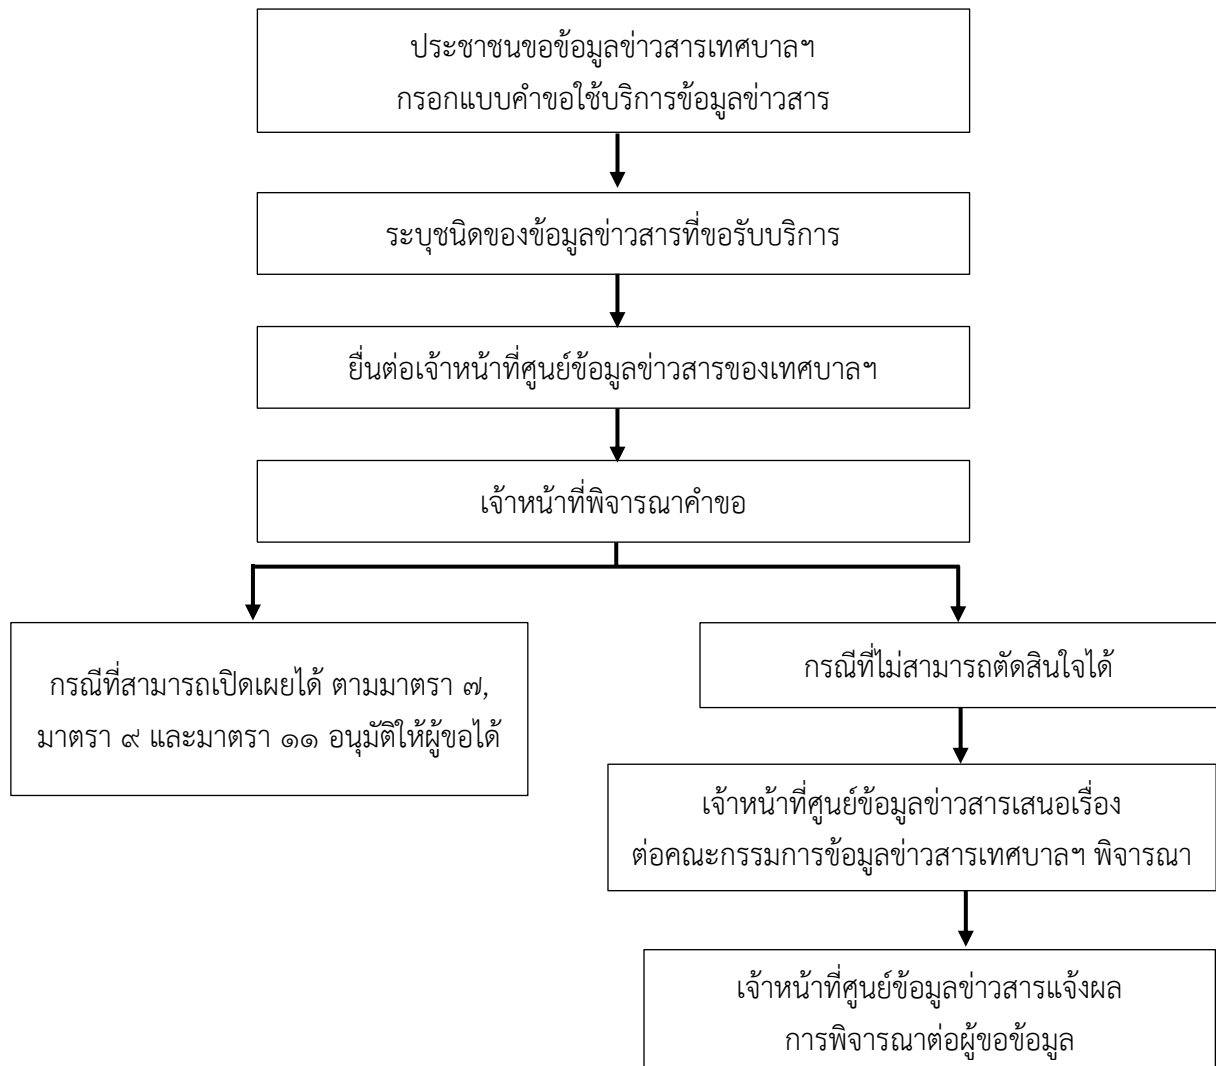 ประชาชนขอข้อมูลข่าวสารเทศบาลฯ
กรอกแบบคำขอใช้บริการข้อมูลข่าวสาร
ระบุชนิดของข้อมูลข่าวสารที่ขอรับบริการ
ยื่นต่อเจ้าหน้าที่ศูนย์ข้อมูลข่าวสารของเทศบาลฯ
เจ้าหน้าที่พิจารณาคำขอ
กรณีที่สามารถเปิดเผยได้ ตามมาตรา ๗,
มาตรา ๙ และมาตรา ๑๑ อนุมัติให้ผู้ขอได้
กรณีที่ไม่สามารถตัดสินใจได้
เจ้าหน้าที่ศูนย์ข้อมูลข่าวสารเสนอเรื่อง
ต่อคณะกรรมการข้อมูลข่าวสารเทศบาลฯ พิจารณา
เจ้าหน้าที่ศูนย์ข้อมูลข่าวสารแจ้งผล
การพิจารณาต่อผู้ขอข้อมูล